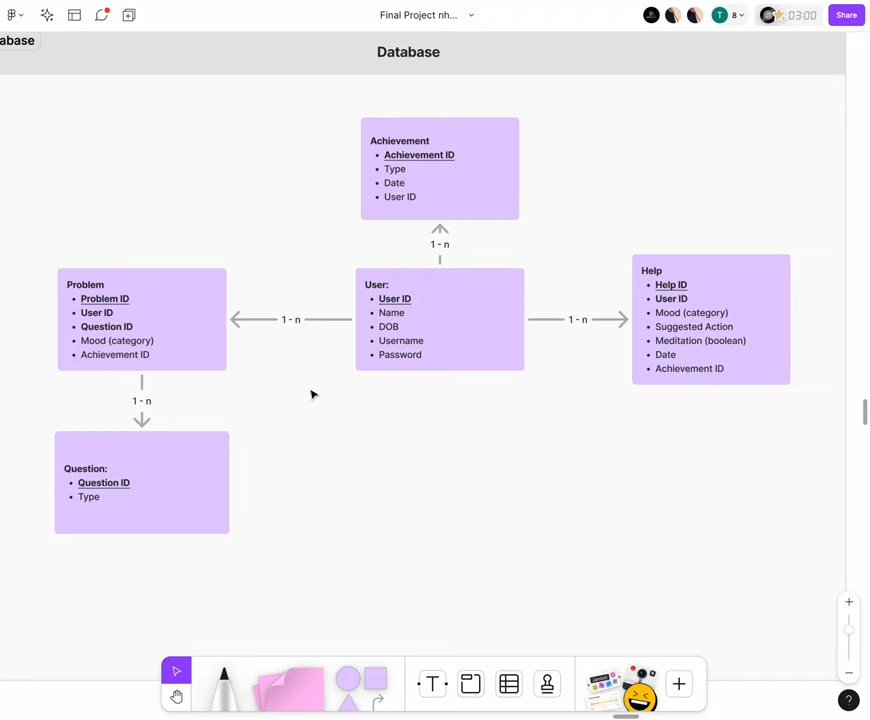 Final Project nh...
T
8
03:00
Share
abase
Database
Achievement
• Achievement ID
• Type
• Date
• User ID
1 - n
Problem
• Problem ID
• User ID
• Question ID
• Mood (category)
• Achievement ID
1 - n
User:
• User ID
• Name
• DOB
• Username
• Password
1 - n
Help
• Help ID
• User ID
• Mood (category)
• Suggested Action
• Meditation (boolean)
• Date
• Achievement ID
1 - n
Question:
• Question ID
• Type
T
?